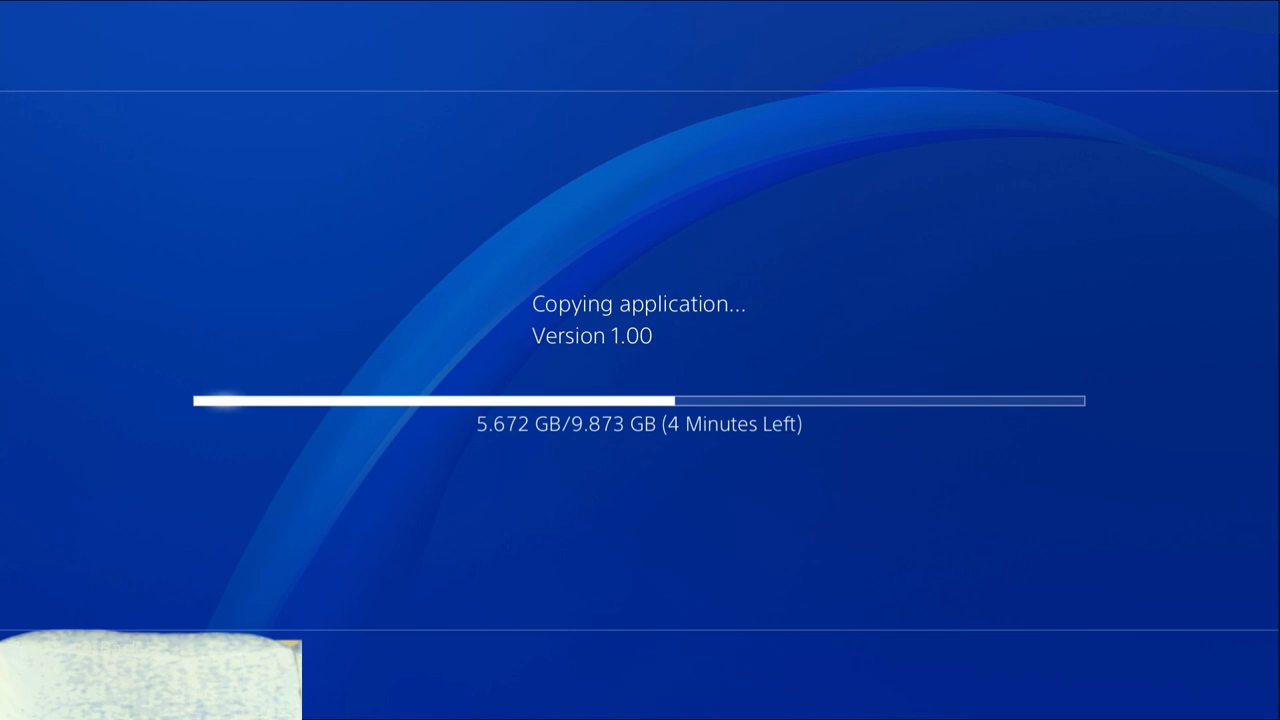 Copying application...
Version 1.00
5.672 GB/9.873 GB (4 Minutes Left)